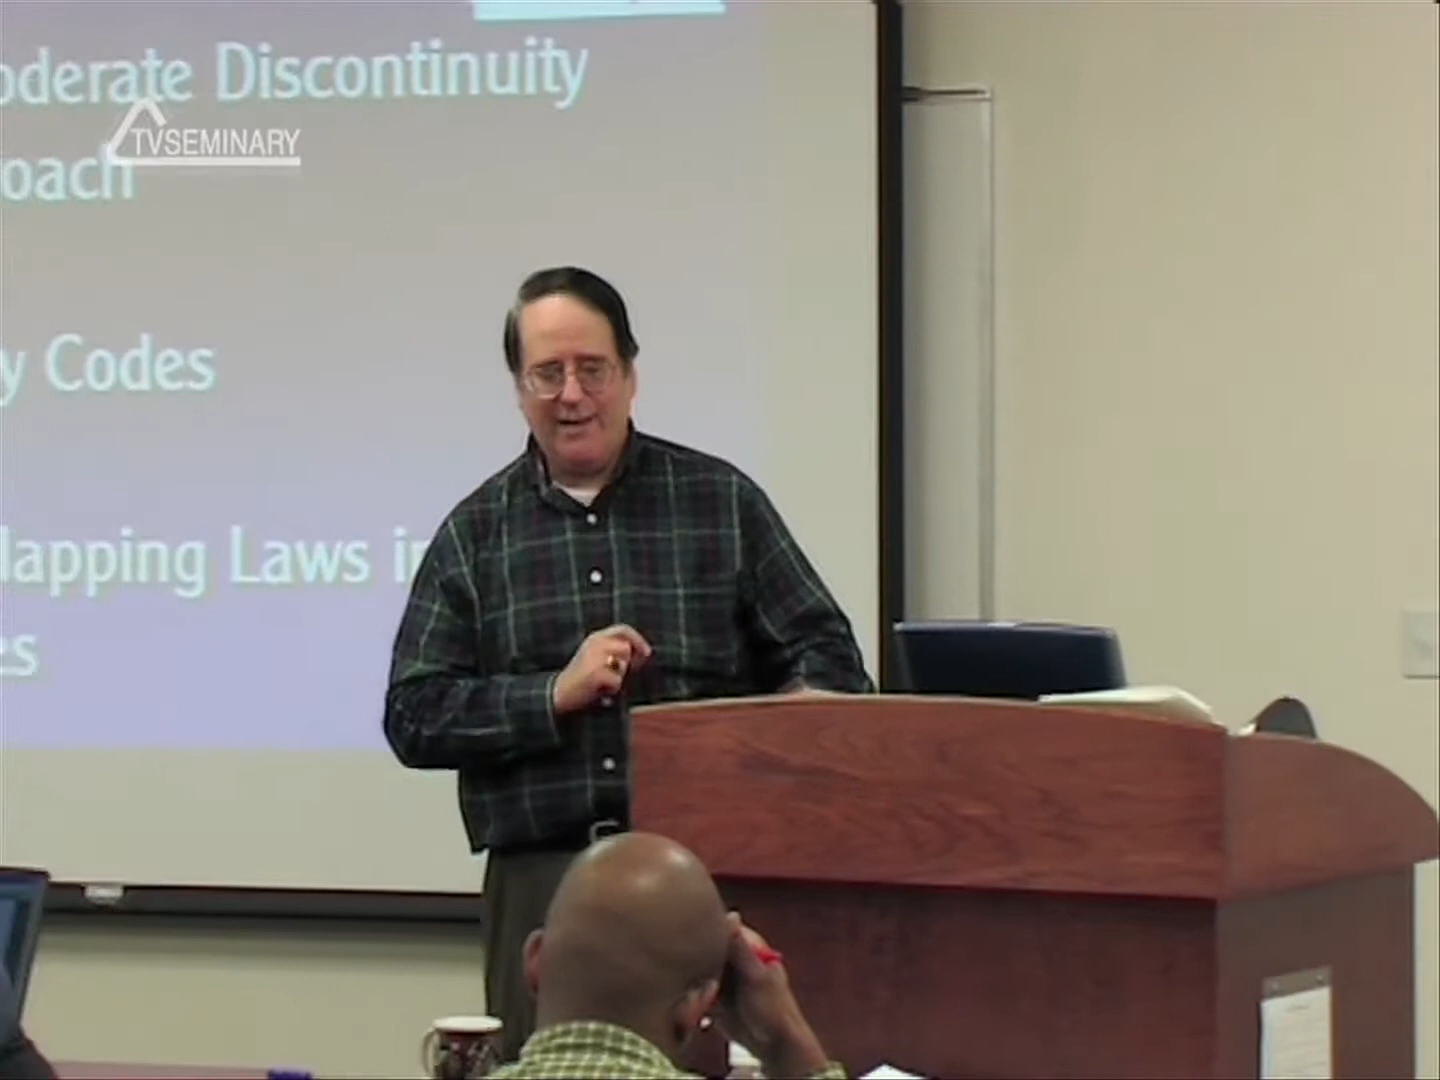 oderate Discontinuity
TVSEMINARY
oach
y Codes
lapping Laws in
es